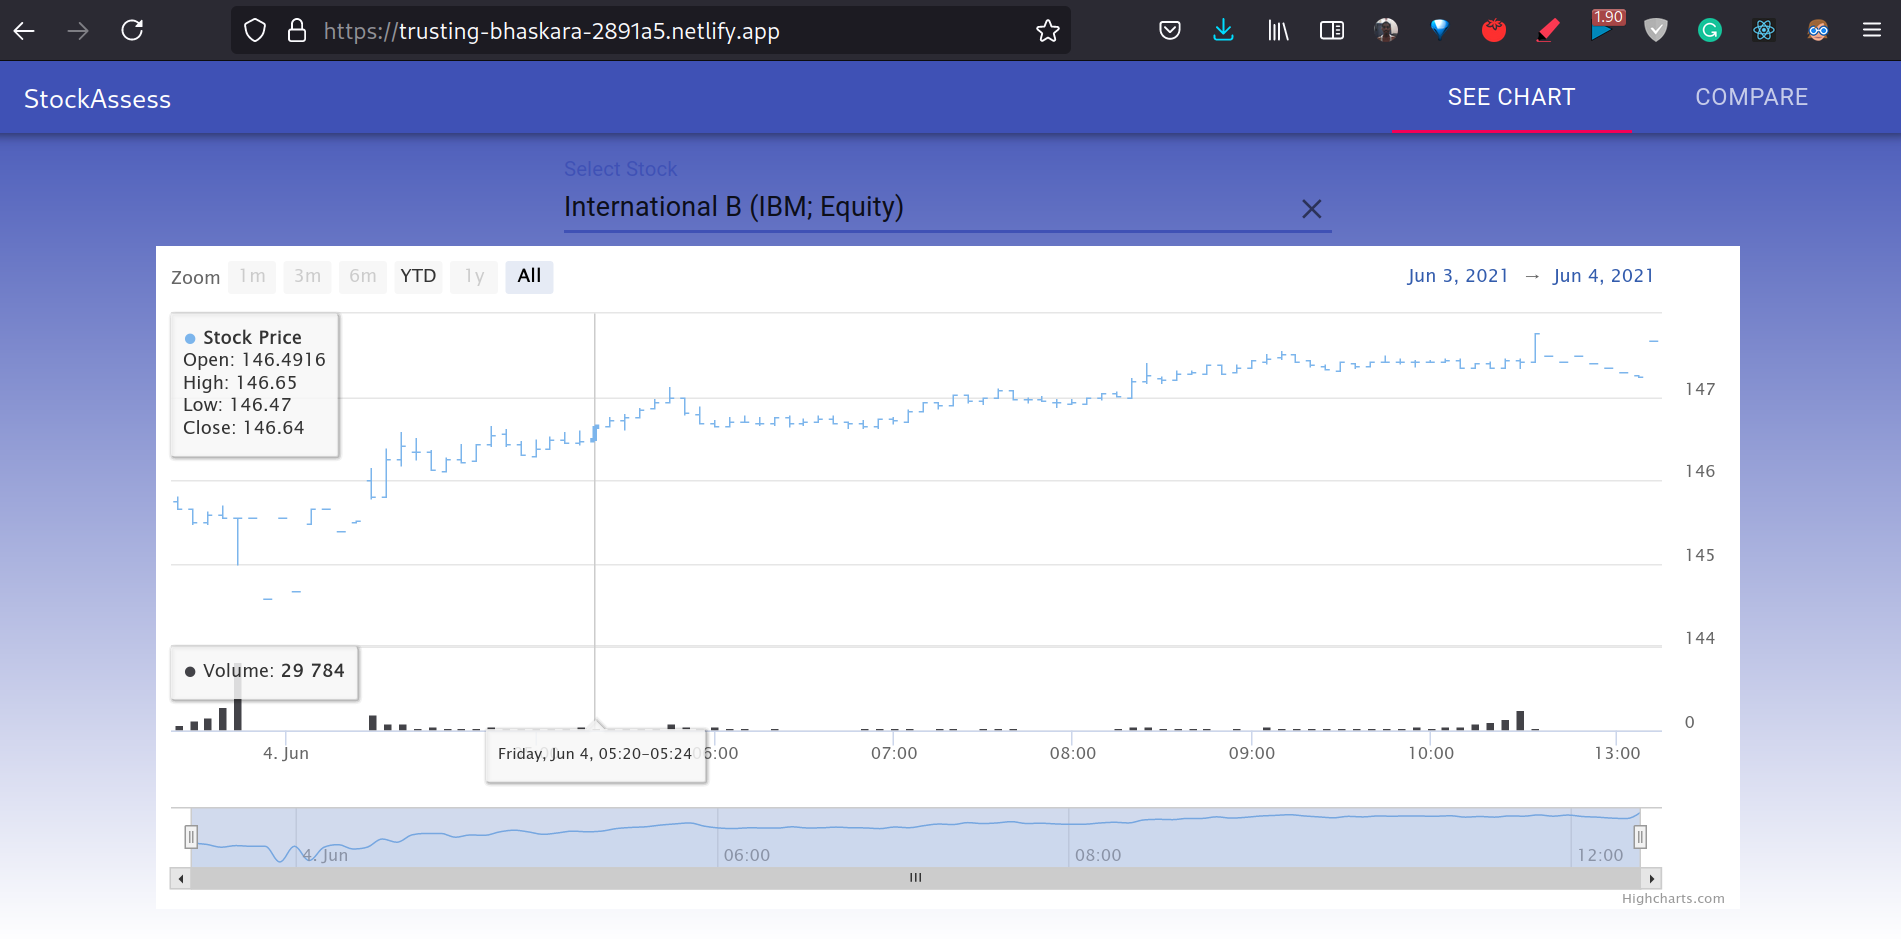 https://trusting-bhaskara-2891a5.netlify.app
1.90
StockAssess
SEE CHART
COMPARE
Select Stock
International B (IBM; Equity)
Zoom 1m 3m 6m YTD 1y All
Jun 3, 2021 → Jun 4, 2021
Stock Price
Open: 146.4916
High: 146.65
Low: 146.47
Close: 146.64
147
146
145
144
Volume: 29 784
0
4. Jun 06:00 07:00 08:00 09:00 10:00 13:00
Friday, Jun 4, 05:20-05:24
4. Jun 06:00 08:00 12:00
Highcharts.com